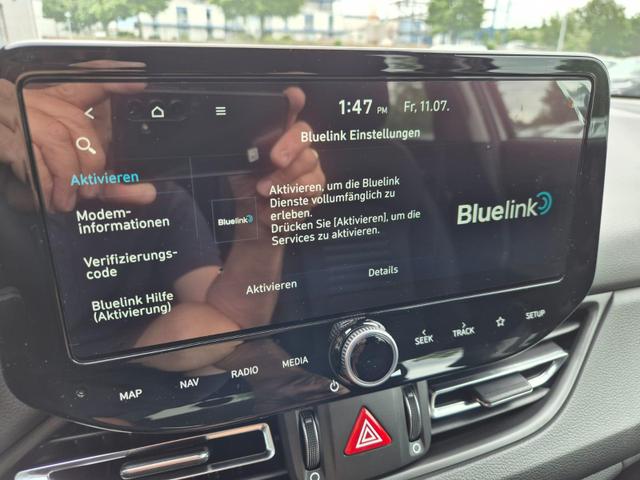 1:47 PM Fr, 11.07.
Bluelink Einstellungen
Aktivieren
Modem-
informationen
Verifizierungs-
code
Bluelink Hilfe
(Aktivierung)
Bluelink
Aktivieren, um die Bluelink
Dienste vollumfänglich zu
erleben.
Drücken Sie [Aktivieren], um die
Services zu aktivieren.
Aktivieren
Details
Bluelink
MAP NAV RADIO MEDIA
SEEK TRACK SETUP